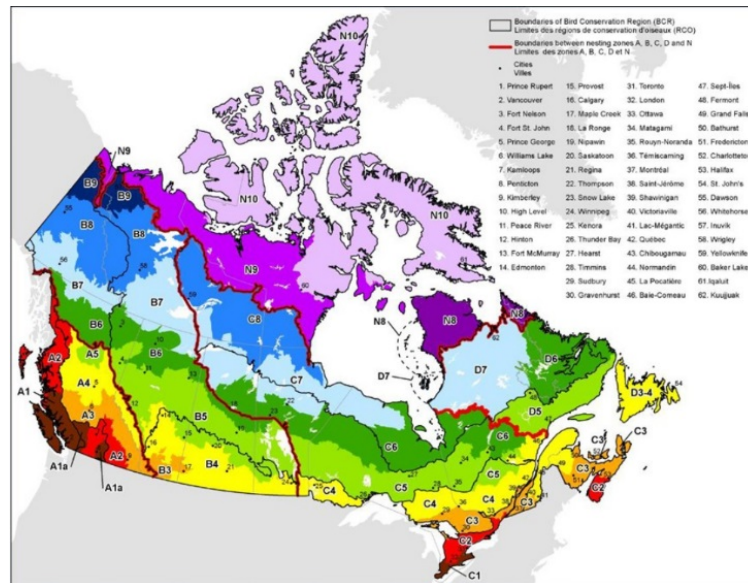 Boundaries of Bird Conservation Region (BCR)
Limites des régions de conservation d'oiseaux (RCO)
Boundaries between nesting zones A, B, C, D and N
Limites des zones A, B, C, D et N
Cities
Villes
1. Prince Rupert
2. Vancouver
3. Fort Nelson
4. Fort St. John
5. Prince George
6. Williams Lake
7. Kamloops
8. Penticton
9. Kimberley
10. High Level
11. Peace River
12. Hinton
13. Fort McMurray
14. Edmonton
15. Provost
16. Calgary
17. Maple Creek
18. La Ronge
19. Nipawin
20. Saskatoon
21. Regina
22. Thompson
23. Snow Lake
24. Winnipeg
25. Kenora
26. Thunder Bay
27. Hearst
28. Timmins
29. Sudbury
30. Gravenhurst
31. Toronto
32. London
33. Ottawa
34. Matagami
35. Rouyn-Noranda
36. Témiscaming
37. Montréal
38. Saint-Jérôme
39. Shawinigan
40. Victoriaville
41. Lac-Mégantic
42. Québec
43. Chibougamau
44. Normandin
45. La Pocatière
46. Baie-Comeau
47. Sept-Îles
48. Fermont
49. Grand Falls
50. Bathurst
51. Fredericton
52. Charlottet
53. Halifax
54. St. John's
55. Dawson
56. Whitehorse
57. Inuvik
58. Wrigley
59. Yellowknife
60. Baker Lake
61. Iqaluit
62. Kuujjuak
N10
N9
B9
B9
N10
N10
B8
B8
N9
B7
B7
C8
N8
N8
N8
B6
D7
D6
A2
A5
B6
C7
D7
A4
D5
D3-4
A1
A3
B5
C6
C6
A1a
A2
B3
B4
C5
C5
C4
C4
C4
C3
C3
C3
C3
A1a
C3
C2
C2
C1